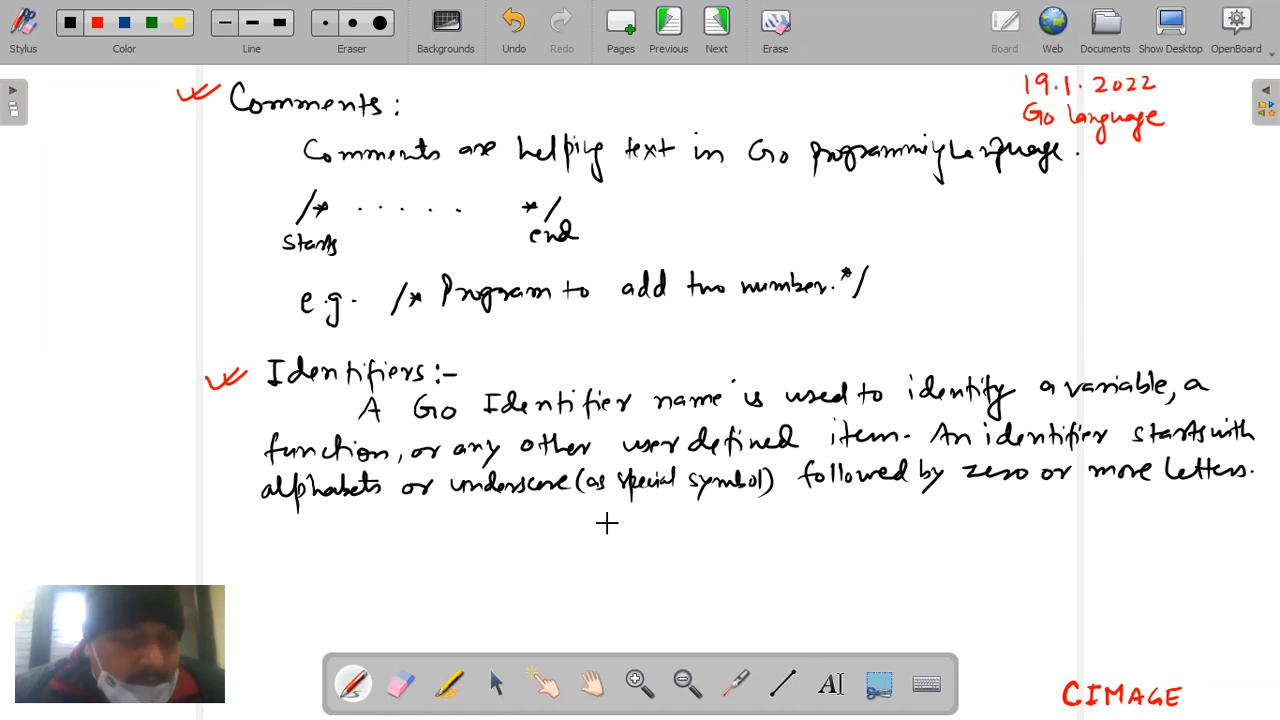 Stylus
Color
Line
Eraser
Backgrounds
Undo
Redo
Pages
Previous
Next
Erase
Board
Web
Documents
Show Desktop
OpenBoard
19.1.2022
Go language
Comments:
Comments are helping text in Go programming Language.
/* ..... */
starts end
e.g. /* Program to add two number. */
Identifiers:-
A Go Identifier name is used to identify a variable, a
function, or any other user defined item. An identifier starts with
alphabets or underscore (as special symbol) followed by zero or more letters.
CIMAGE